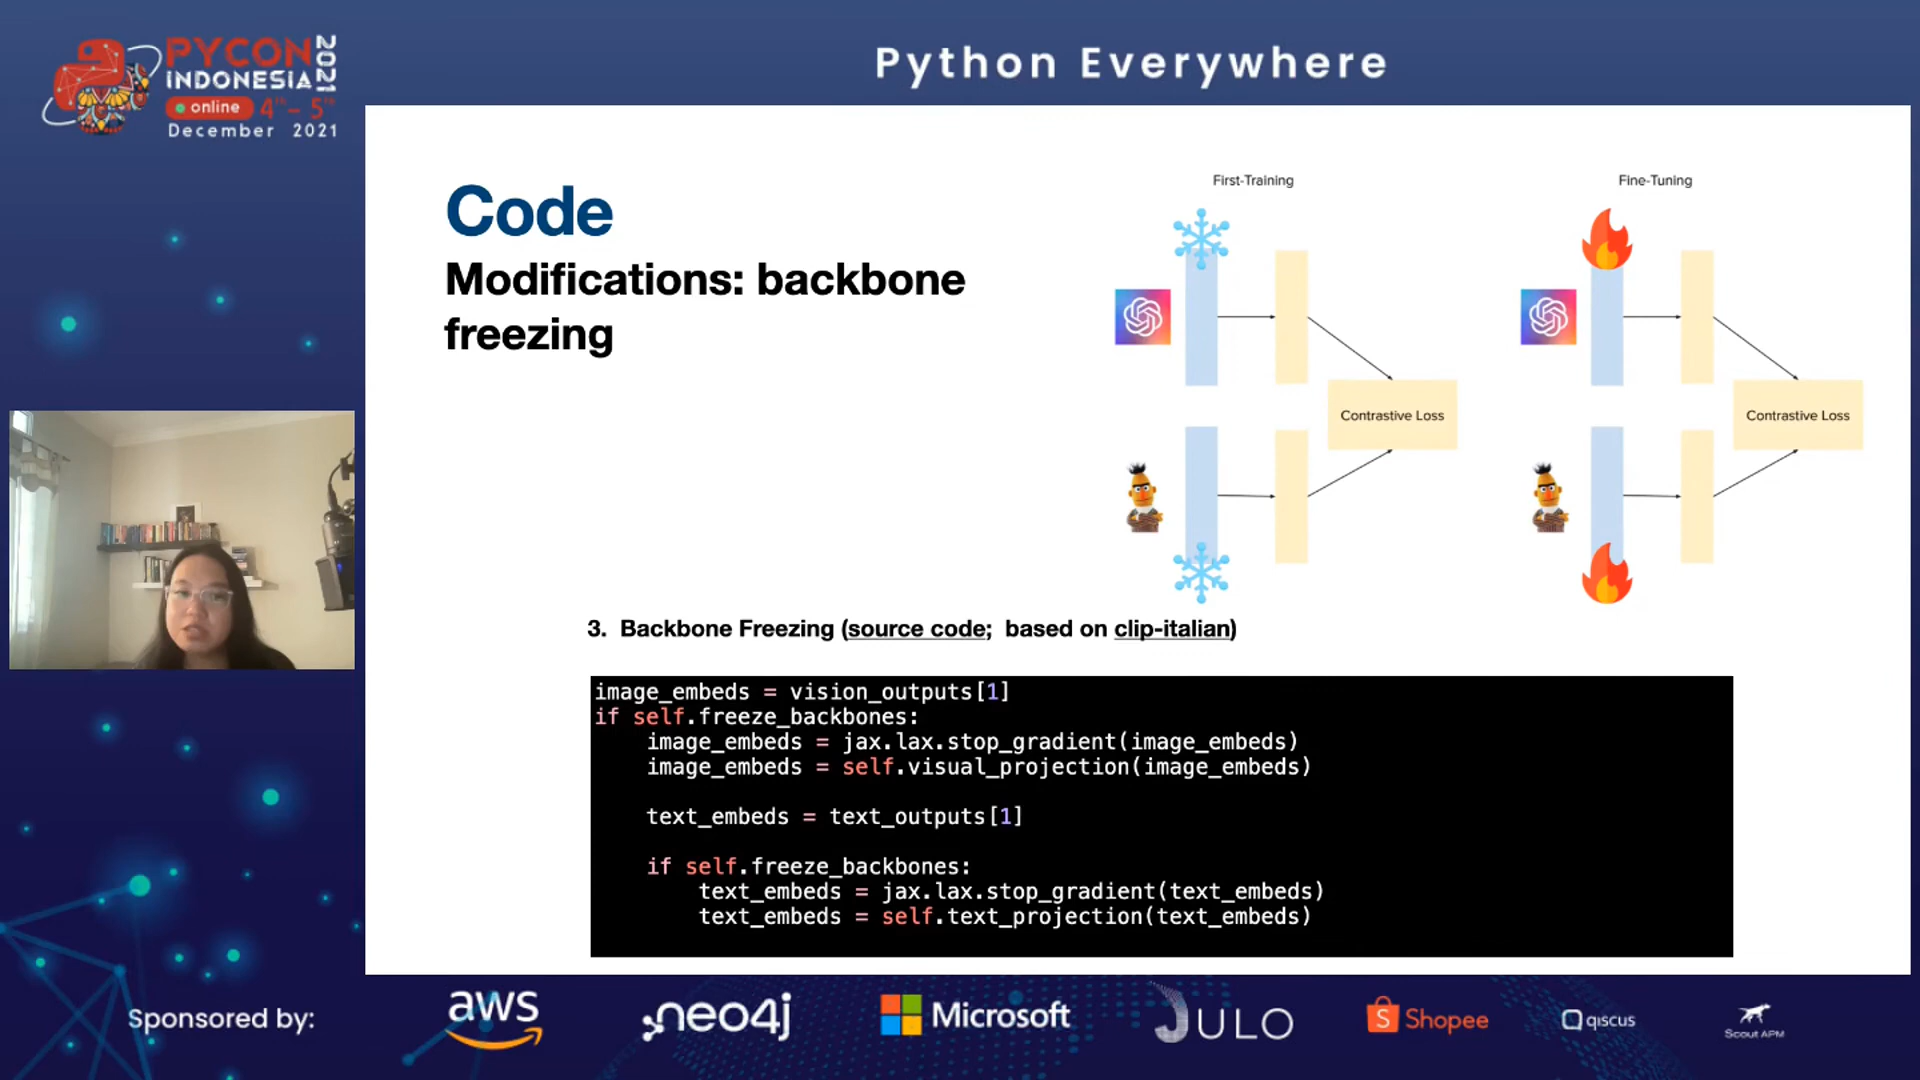 PYCON 2021
INDONESIA
online 4th - 5th
December 2021
Python Everywhere
Code
Modifications: backbone
freezing
First-Training
Fine-Tuning
Contrastive Loss
Contrastive Loss
3. Backbone Freezing (source code; based on clip-italian)
image_embeds = vision_outputs[1]
if self.freeze_backbones:
    image_embeds = jax.lax.stop_gradient(image_embeds)
    image_embeds = self.visual_projection(image_embeds)
    text_embeds = text_outputs[1]
    if self.freeze_backbones:
        text_embeds = jax.lax.stop_gradient(text_embeds)
        text_embeds = self.text_projection(text_embeds)
Sponsored by:
aws
neo4j
Microsoft
JULO
Shopee
qiscus
Scout APM